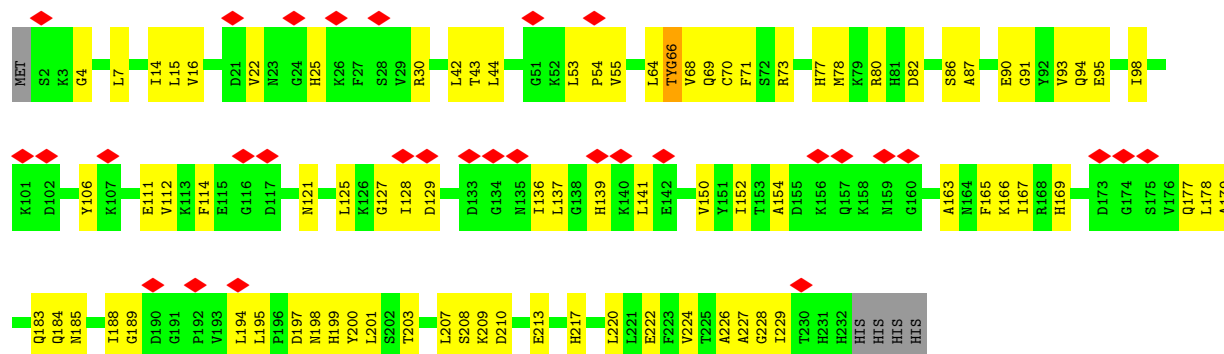 MET S2 K3 G4 L7 I14 L15 V16 D21 V22 N23 G24 H25 K26 F27 S28 V29 R30 L42 T43 L44 G51 K52 L53 P54 V55 L64 TYG66 V68 Q69 C70 F71 S72 R73 H77 M78 K79 R80 H81 D82 S86 A87 E90 G91 Y92 V93 Q94 E95 I98
K101 D102 Y106 K107 E111 V112 K113 F114 E115 G116 D117 N121 L125 K126 G127 I128 D129 D133 G134 N135 I136 L137 G138 H139 K140 L141 E142 V150 Y151 I152 T153 A154 D155 K156 Q157 K158 N159 G160 A163 N164 F165 K166 I167 R168 H169 D173 G174 S175 V176 Q177 L178 A179
Q183 Q184 N185 I188 G189 D190 G191 P192 V193 L194 L195 P196 D197 N198 H199 Y200 L201 S202 T203 L207 S208 K209 D210 E213 H217 L220 L221 E222 F223 V224 T225 A226 A227 G228 I229 T230 H231 H232 HIS HIS HIS HIS